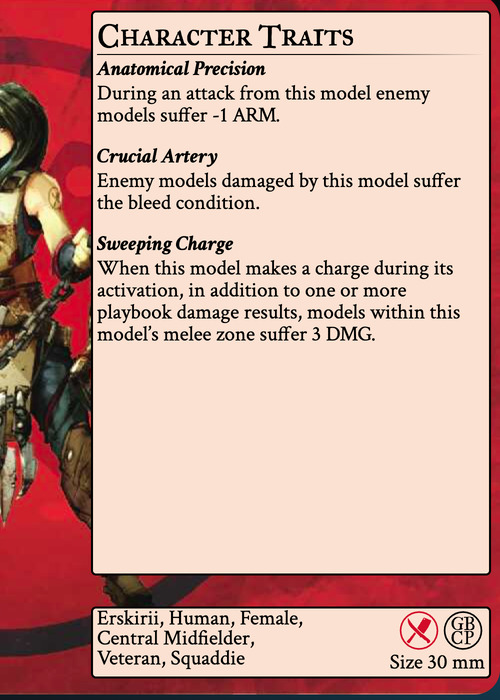 Character Traits
Anatomical Precision
During an attack from this model enemy
models suffer -1 ARM.
Crucial Artery
Enemy models damaged by this model suffer
the bleed condition.
Sweeping Charge
When this model makes a charge during its
activation, in addition to one or more
playbook damage results, models within this
model's melee zone suffer 3 DMG.
Erskirii, Human, Female,
Central Midfielder,
Veteran, Squaddie
GB
CP
Size 30 mm